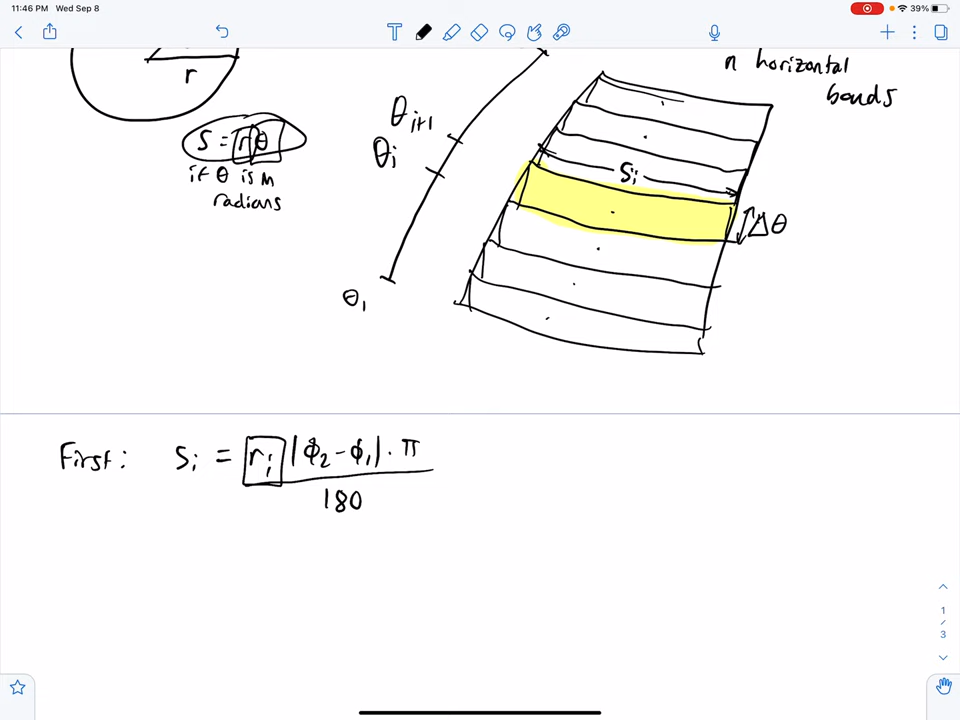 11:46 PM Wed Sep 8
39%
n horizontal
bands
r
S = rθ
if θ is in
radians
θi+1
θi
Si
Δθ
θ1
First: Si = ri |ϕ2 - ϕ1| · π
180
1
/
3